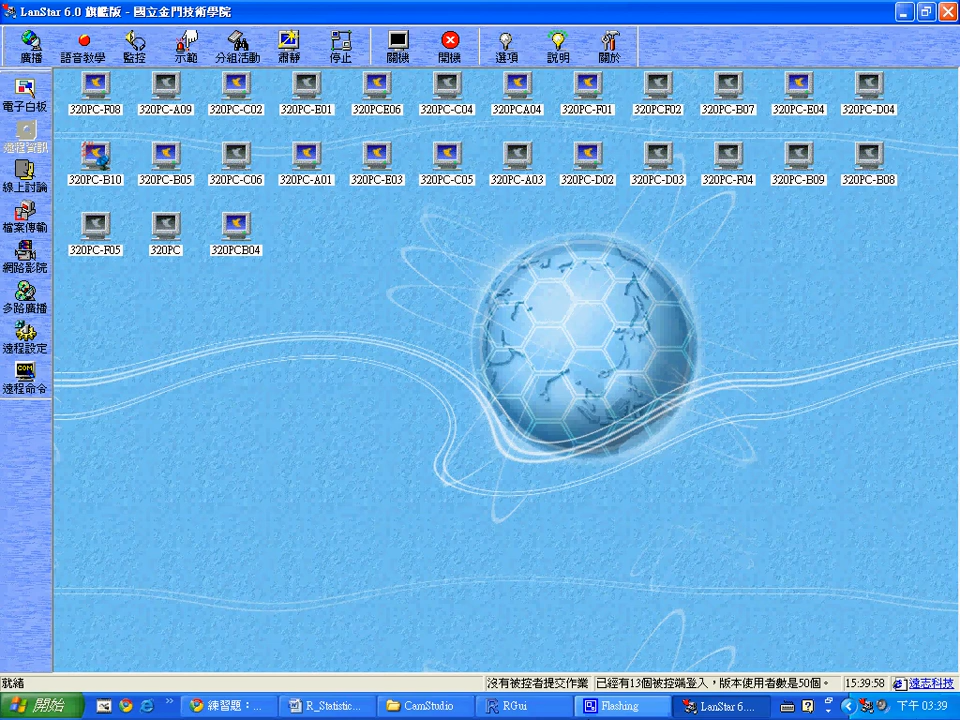 LanStar 6.0 旗艦版 - 國立金門技術學院
廣播 語音教學 監控 示範 分組活動 肅靜 停止 關機 開機 選項 說明 關於
電子白板
遠程資訊
線上討論
檔案傳輸
網路影院
多路廣播
遠程設定
遠程命令
320PC-F08 320PC-A09 320PC-C02 320PC-E01 320PCE06 320PC-C04 320PCA04 320PC-F01 320PCF02 320PC-B07 320PC-E04 320PC-D04
320PC-B10 320PC-B05 320PC-C06 320PC-A01 320PC-E03 320PC-C05 320PC-A03 320PC-D02 320PC-D03 320PC-F04 320PC-B09 320PC-B08
320PC-F05 320PC 320PCB04
就緒 沒有被控者提交作業 已經有13個被控端登入，版本使用者數是50個。 15:39:58 遠志科技
開始 練習題：... R_Statistic... CamStudio RGui Flashing LanStar 6.... 下午 03:39